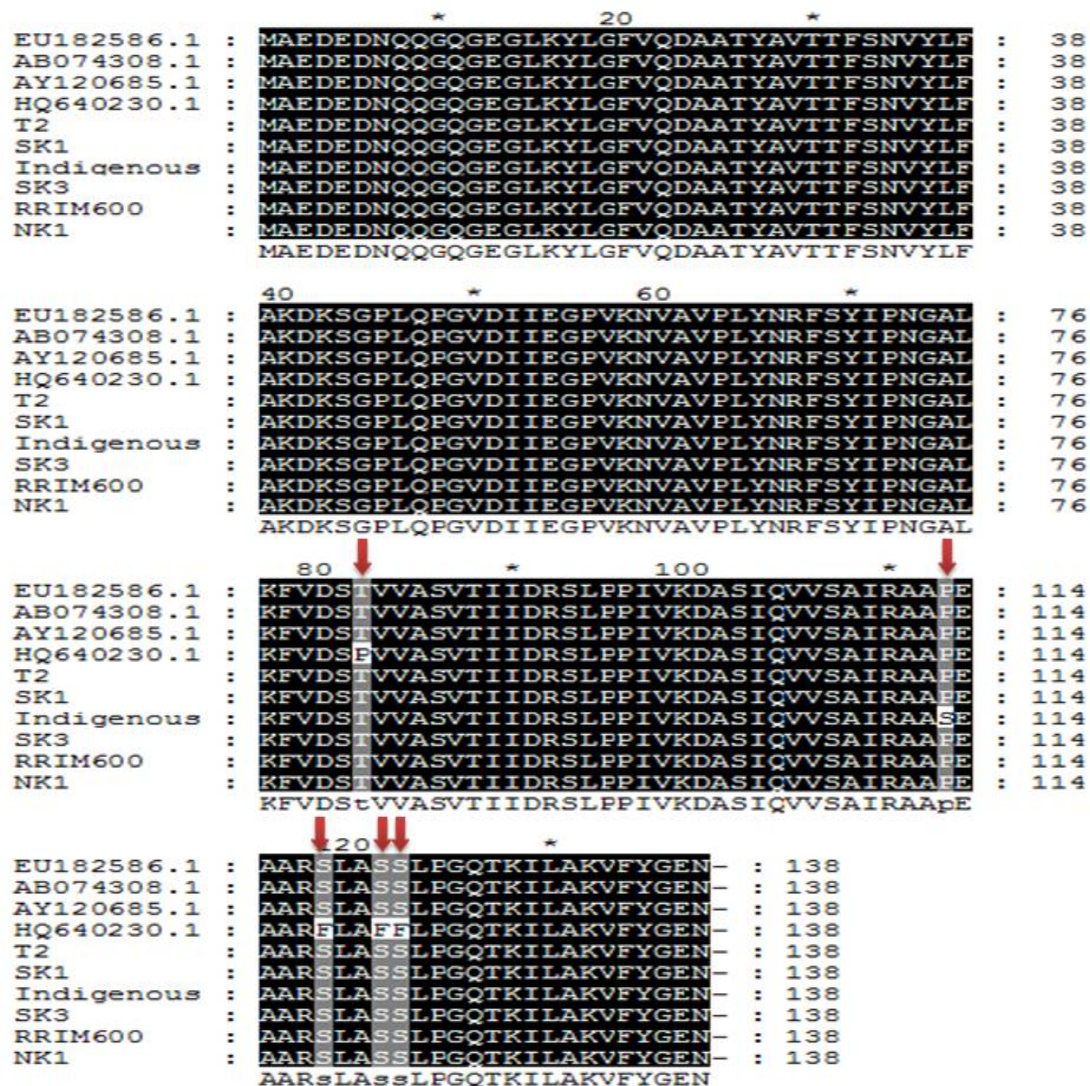 * 20 *
EU182586.1 : MAEDEDNQQGQGEGLKYLGFVQDAATYAVTTFSNVYLF : 38
AB074308.1 : MAEDEDNQQGQGEGLKYLGFVQDAATYAVTTFSNVYLF : 38
AY120685.1 : MAEDEDNQQGQGEGLKYLGFVQDAATYAVTTFSNVYLF : 38
HQ640230.1 : MAEDEDNQQGQGEGLKYLGFVQDAATYAVTTFSNVYLF : 38
T2 : MAEDEDNQQGQGEGLKYLGFVQDAATYAVTTFSNVYLF : 38
SK1 : MAEDEDNQQGQGEGLKYLGFVQDAATYAVTTFSNVYLF : 38
Indigenous : MAEDEDNQQGQGEGLKYLGFVQDAATYAVTTFSNVYLF : 38
SK3 : MAEDEDNQQGQGEGLKYLGFVQDAATYAVTTFSNVYLF : 38
RRIM600 : MAEDEDNQQGQGEGLKYLGFVQDAATYAVTTFSNVYLF : 38
NK1 : MAEDEDNQQGQGEGLKYLGFVQDAATYAVTTFSNVYLF : 38
MAEDEDNQQGQGEGLKYLGFVQDAATYAVTTFSNVYLF
40 * 60 *
EU182586.1 : AKDKSGPLQPGVDIIEGPVKNVAVPLYNRFSYIPNGAL : 76
AB074308.1 : AKDKSGPLQPGVDIIEGPVKNVAVPLYNRFSYIPNGAL : 76
AY120685.1 : AKDKSGPLQPGVDIIEGPVKNVAVPLYNRFSYIPNGAL : 76
HQ640230.1 : AKDKSGPLQPGVDIIEGPVKNVAVPLYNRFSYIPNGAL : 76
T2 : AKDKSGPLQPGVDIIEGPVKNVAVPLYNRFSYIPNGAL : 76
SK1 : AKDKSGPLQPGVDIIEGPVKNVAVPLYNRFSYIPNGAL : 76
Indigenous : AKDKSGPLQPGVDIIEGPVKNVAVPLYNRFSYIPNGAL : 76
SK3 : AKDKSGPLQPGVDIIEGPVKNVAVPLYNRFSYIPNGAL : 76
RRIM600 : AKDKSGPLQPGVDIIEGPVKNVAVPLYNRFSYIPNGAL : 76
NK1 : AKDKSGPLQPGVDIIEGPVKNVAVPLYNRFSYIPNGAL : 76
AKDKSGPLQPGVDIIEGPVKNVAVPLYNRFSYIPNGAL
80 * 100 *
EU182586.1 : KFVDSTVVASVTIIDRSLPPIVKDASIQVVSAIRAAPE : 114
AB074308.1 : KFVDSTVVASVTIIDRSLPPIVKDASIQVVSAIRAAPE : 114
AY120685.1 : KFVDSTVVASVTIIDRSLPPIVKDASIQVVSAIRAAPE : 114
HQ640230.1 : KFVDSPVVASVTIIDRSLPPIVKDASIQVVSAIRAAPE : 114
T2 : KFVDSTVVASVTIIDRSLPPIVKDASIQVVSAIRAAPE : 114
SK1 : KFVDSTVVASVTIIDRSLPPIVKDASIQVVSAIRAAPE : 114
Indigenous : KFVDSTVVASVTIIDRSLPPIVKDASIQVVSAIRAASE : 114
SK3 : KFVDSTVVASVTIIDRSLPPIVKDASIQVVSAIRAAPE : 114
RRIM600 : KFVDSTVVASVTIIDRSLPPIVKDASIQVVSAIRAAPE : 114
NK1 : KFVDSTVVASVTIIDRSLPPIVKDASIQVVSAIRAAPE : 114
KFVDStVVASVTIIDRSLPPIVKDASIQVVSAIRAApE
120 *
EU182586.1 : AARSLASSLPGQTKILAKVFYGEN- : 138
AB074308.1 : AARSLASSLPGQTKILAKVFYGEN- : 138
AY120685.1 : AARSLASSLPGQTKILAKVFYGEN- : 138
HQ640230.1 : AARFLAFFLPGQTKILAKVFYGEN- : 138
T2 : AARSLASSLPGQTKILAKVFYGEN- : 138
SK1 : AARSLASSLPGQTKILAKVFYGEN- : 138
Indigenous : AARSLASSLPGQTKILAKVFYGEN- : 138
SK3 : AARSLASSLPGQTKILAKVFYGEN- : 138
RRIM600 : AARSLASSLPGQTKILAKVFYGEN- : 138
NK1 : AARSLASSLPGQTKILAKVFYGEN- : 138
AARsLAssLPGQTKILAKVFYGEN